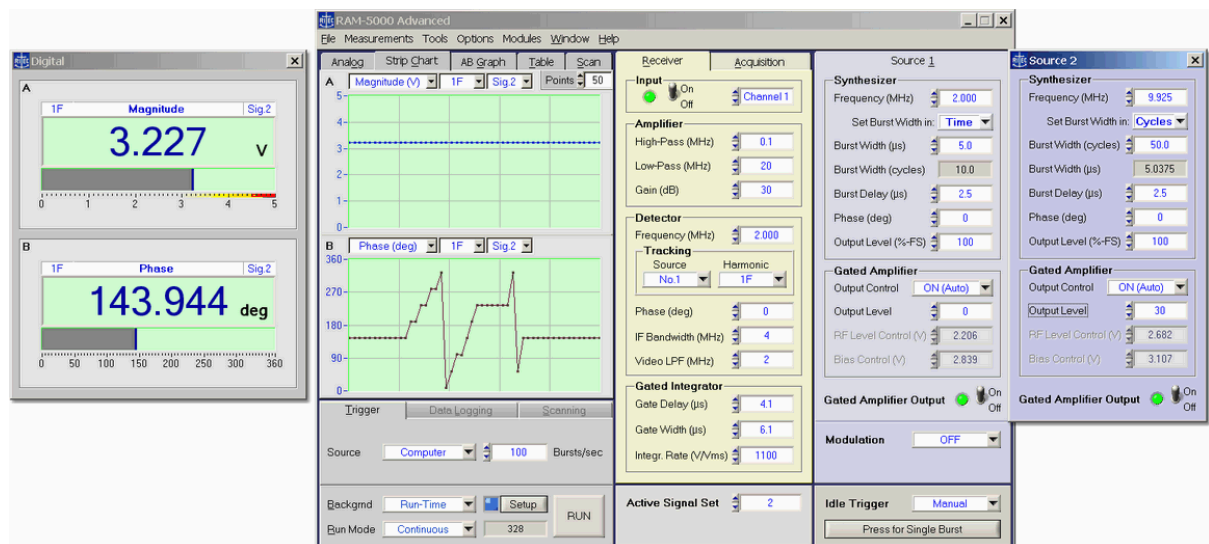 RAM-5000 Advanced
File Measurements Tools Options Modules Window Help
Digital
A
1F Magnitude Sig.2
3.227 V
0 1 2 3 4 5
B
1F Phase Sig.2
143.944 deg
0 50 100 150 200 250 300 360
Analog Strip Chart AB Graph Table Scan
A Magnitude (V) 1F Sig.2 Points 50
5
4
3
2
1
0
B Phase (deg) 1F Sig.2
360
270
180
90
0
Trigger Data Logging Scanning
Source Computer 100 Bursts/sec
Backgrnd Run-Time Setup
RUN
Run Mode Continuous 328
Receiver Acquisition
Input
On
Off
Channel 1
Amplifier
High-Pass (MHz) 0.1
Low-Pass (MHz) 20
Gain (dB) 30
Detector
Frequency (MHz) 2.000
Tracking
Source Harmonic
No.1 1F
Phase (deg) 0
IF Bandwidth (MHz) 4
Video LPF (MHz) 2
Gated Integrator
Gate Delay (µs) 4.1
Gate Width (µs) 6.1
Integr. Rate (V/Vms) 1100
Active Signal Set 2
Source 1
Synthesizer
Frequency (MHz) 2.000
Set Burst Width in: Time
Burst Width (µs) 5.0
Burst Width (cycles) 10.0
Burst Delay (µs) 2.5
Phase (deg) 0
Output Level (%-FS) 100
Gated Amplifier
Output Control ON (Auto)
Output Level 0
RF Level Control (V) 2.206
Bias Control (V) 2.839
Gated Amplifier Output On
Off
Modulation OFF
Idle Trigger Manual
Press for Single Burst
Source 2
Synthesizer
Frequency (MHz) 9.925
Set Burst Width in: Cycles
Burst Width (cycles) 50.0
Burst Width (µs) 5.0375
Burst Delay (µs) 2.5
Phase (deg) 0
Output Level (%-FS) 100
Gated Amplifier
Output Control ON (Auto)
Output Level 30
RF Level Control (V) 2.682
Bias Control (V) 3.107
Gated Amplifier Output On
Off